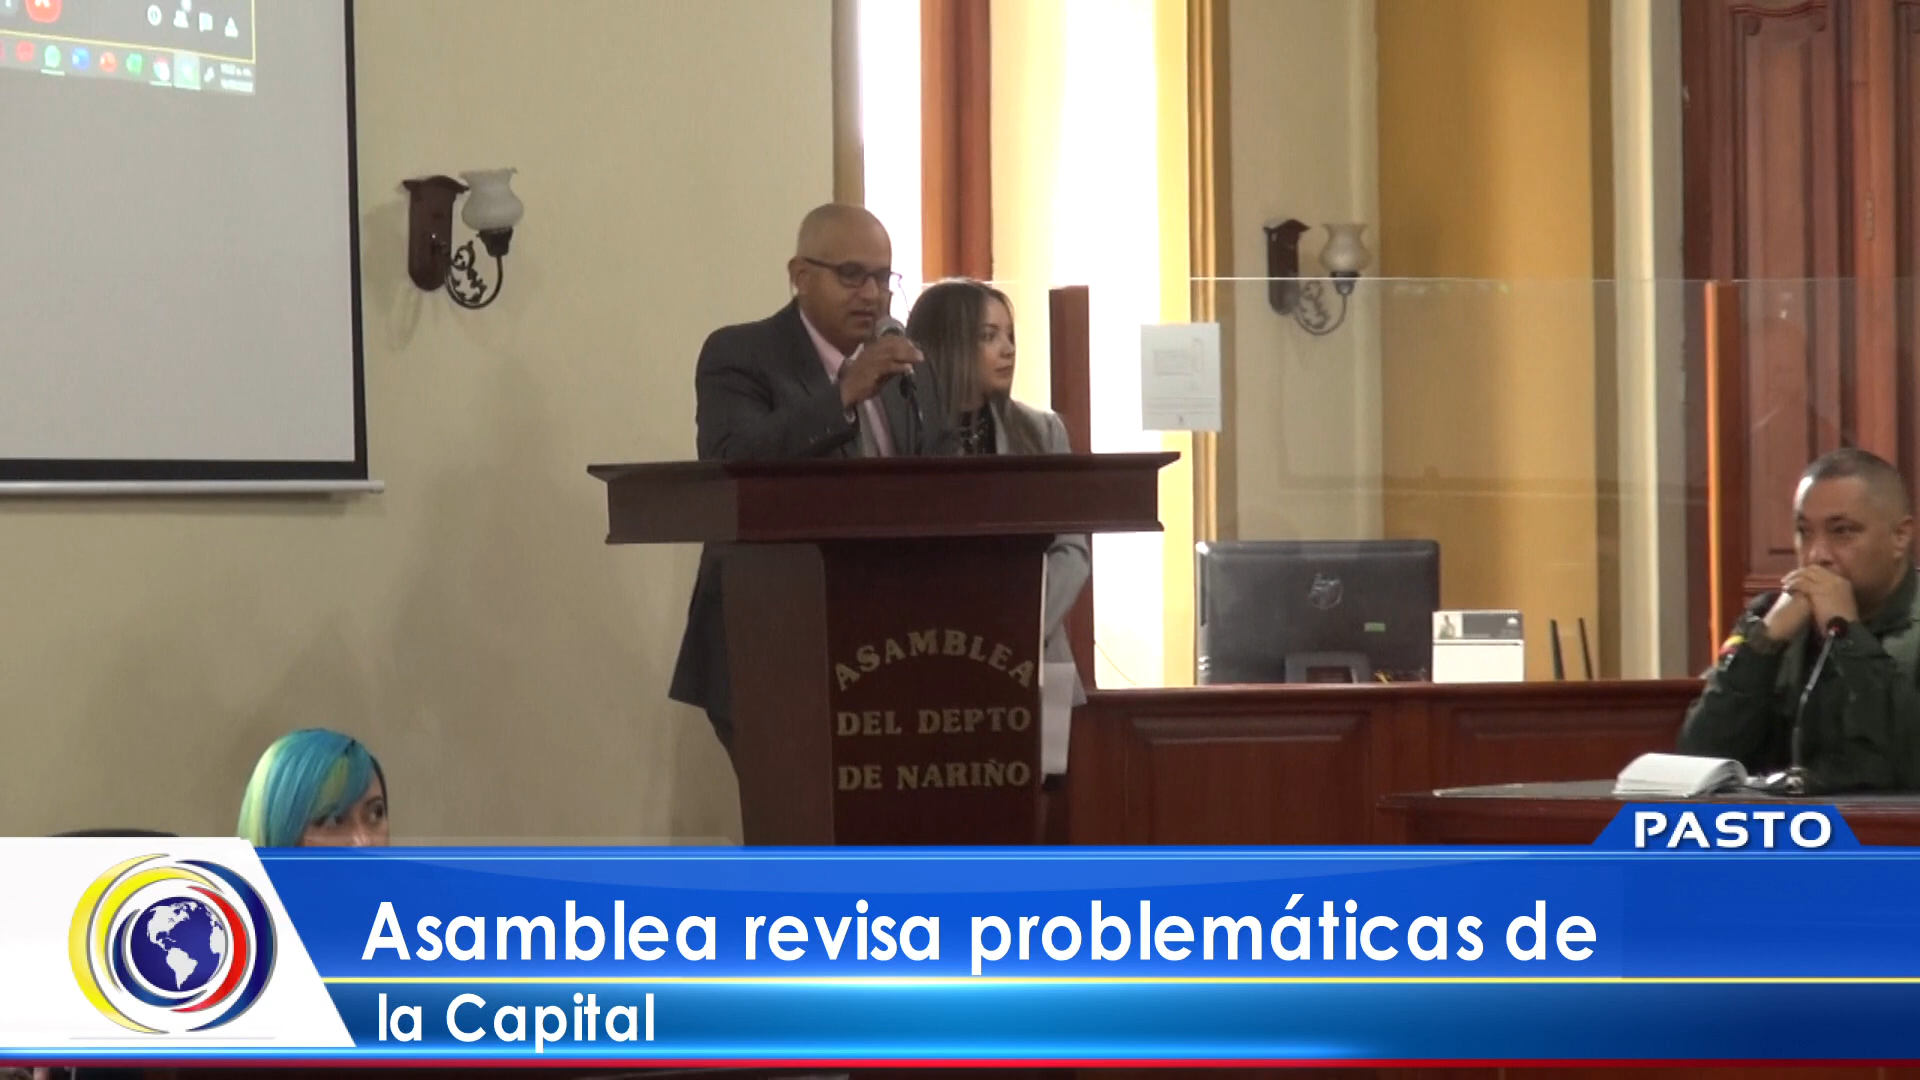 ASAMBLEA
DEL DEPTO
DE NARIÑO
PASTO
Asamblea revisa problemáticas de
la Capital